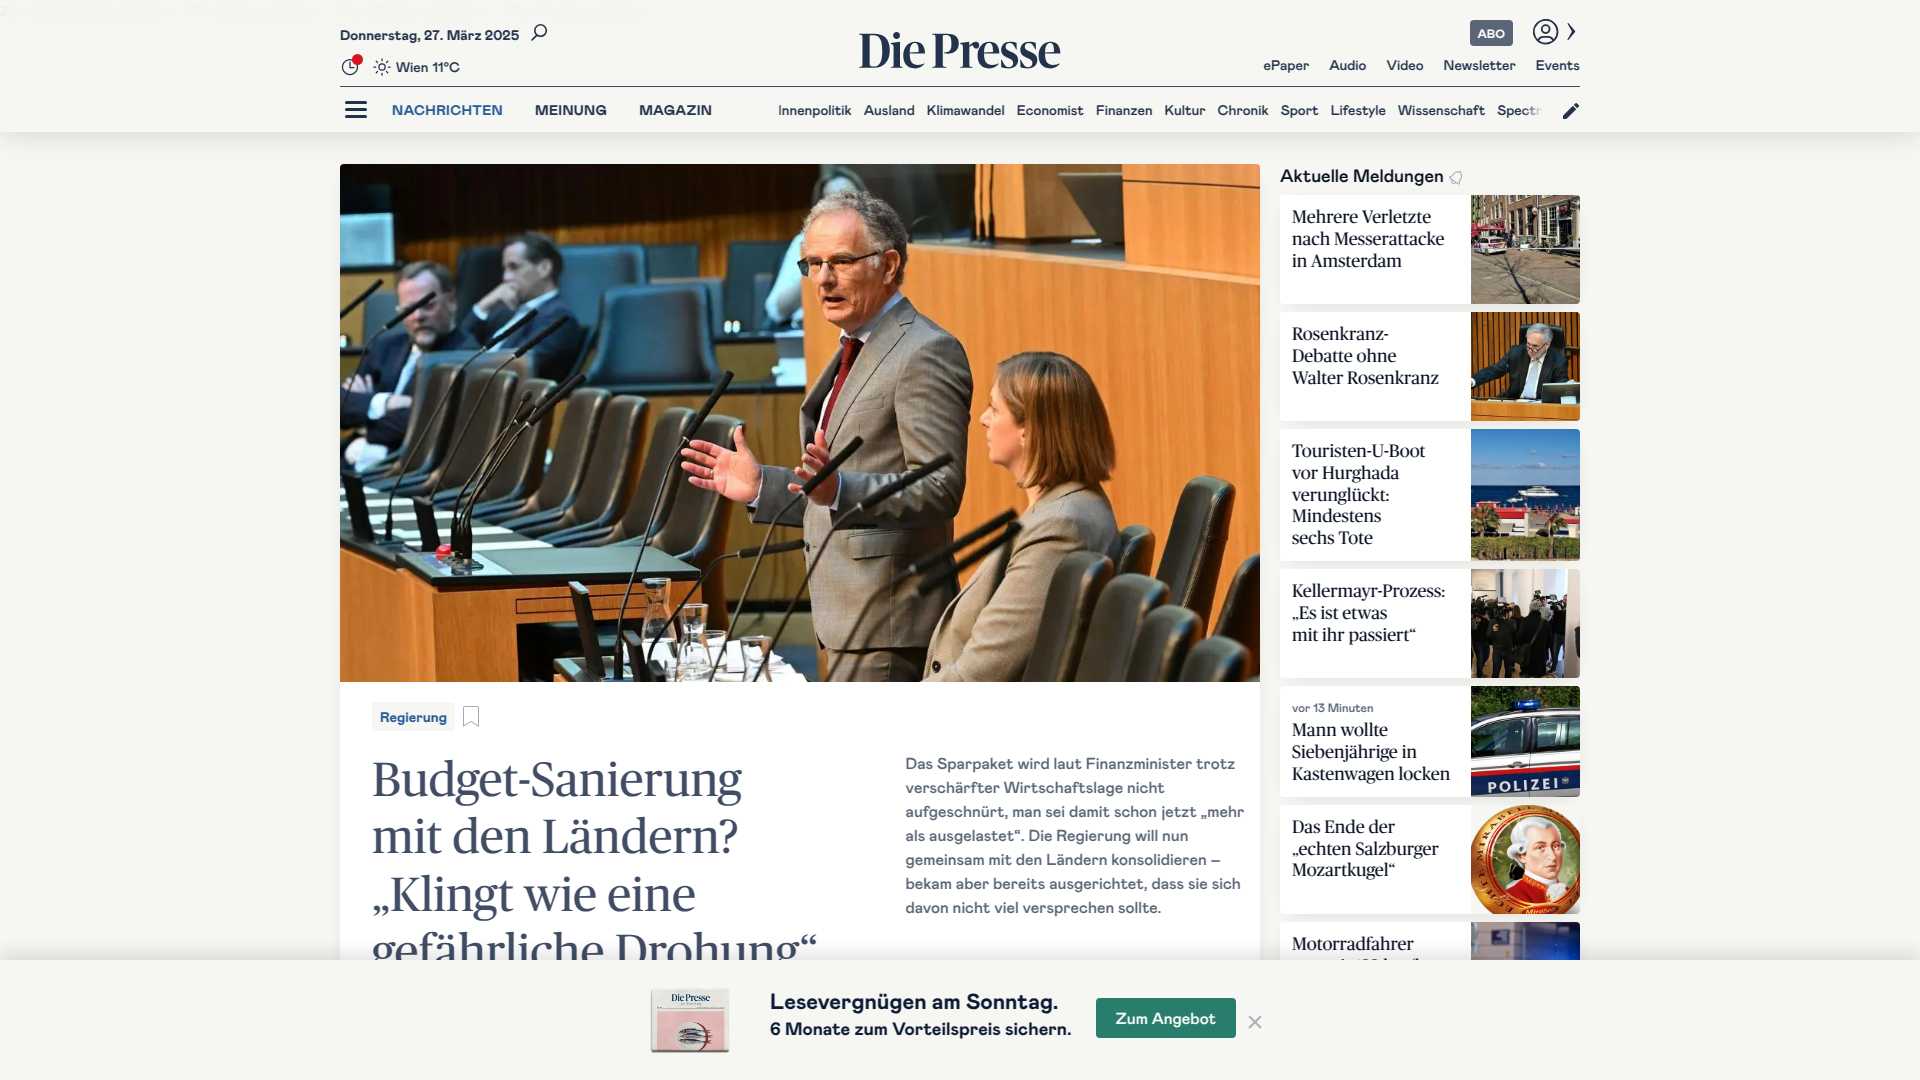 Donnerstag, 27. März 2025
Wien 11°C
Die Presse
ABO
ePaper Audio Video Newsletter Events
NACHRICHTEN MEINUNG MAGAZIN
Innenpolitik Ausland Klimawandel Economist Finanzen Kultur Chronik Sport Lifestyle Wissenschaft
Regierung
Budget-Sanierung
mit den Ländern?
„Klingt wie eine
gefährliche Drohung“
Das Sparpaket wird laut Finanzminister trotz
verschärfter Wirtschaftslage nicht
aufgeschnürt, man sei damit schon jetzt „mehr
als ausgelastet“. Die Regierung will nun
gemeinsam mit den Ländern konsolidieren –
bekam aber bereits ausgerichtet, dass sie sich
davon nicht viel versprechen sollte.
Aktuelle Meldungen
Mehrere Verletzte
nach Messerattacke
in Amsterdam
Rosenkranz-
Debatte ohne
Walter Rosenkranz
Touristen-U-Boot
vor Hurghada
verunglückt:
Mindestens
sechs Tote
Kellermayr-Prozess:
„Es ist etwas
mit ihr passiert“
vor 13 Minuten
Mann wollte
Siebenjährige in
Kastenwagen locken
POLIZEI
Das Ende der
„echten Salzburger
Mozartkugel“
Motorradfahrer
Die Presse
Lesevergnügen am Sonntag.
6 Monate zum Vorteilspreis sichern.
Zum Angebot